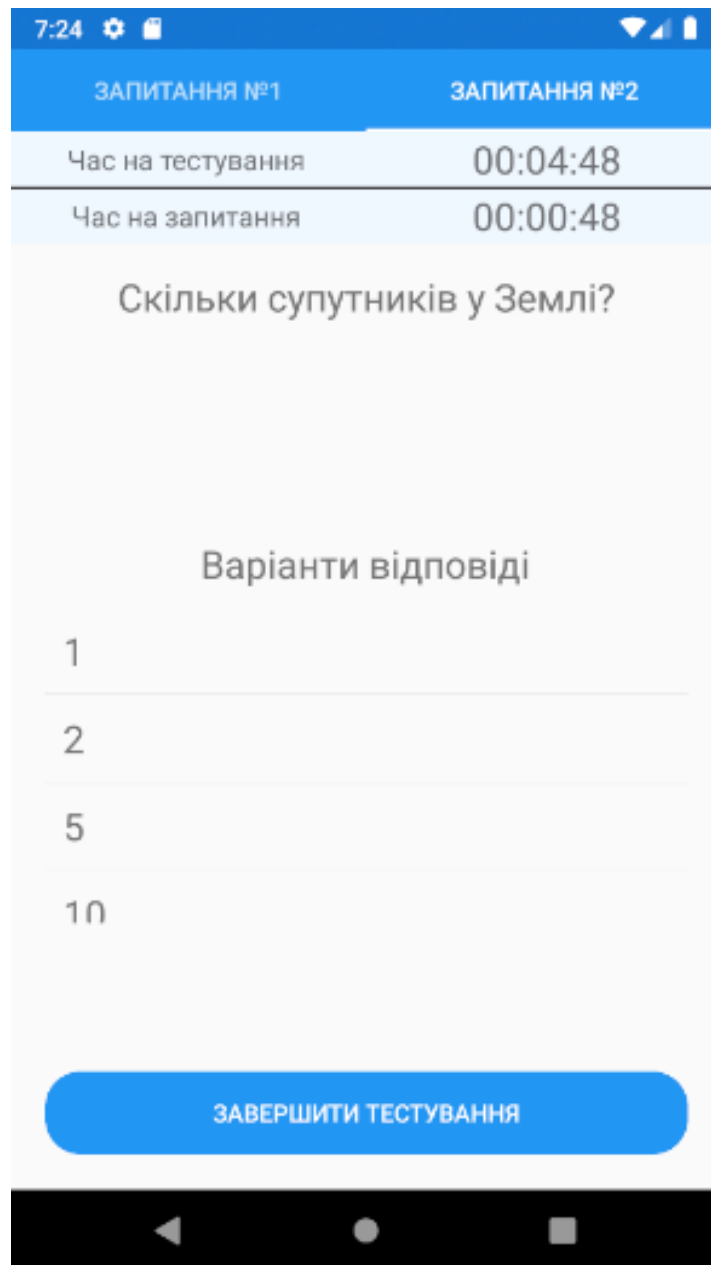 7:24
ЗАПИТАННЯ №1 ЗАПИТАННЯ №2
Час на тестування 00:04:48
Час на запитання 00:00:48
Скільки супутників у Землі?
Варіанти відповіді
1
2
5
10
ЗАВЕРШИТИ ТЕСТУВАННЯ